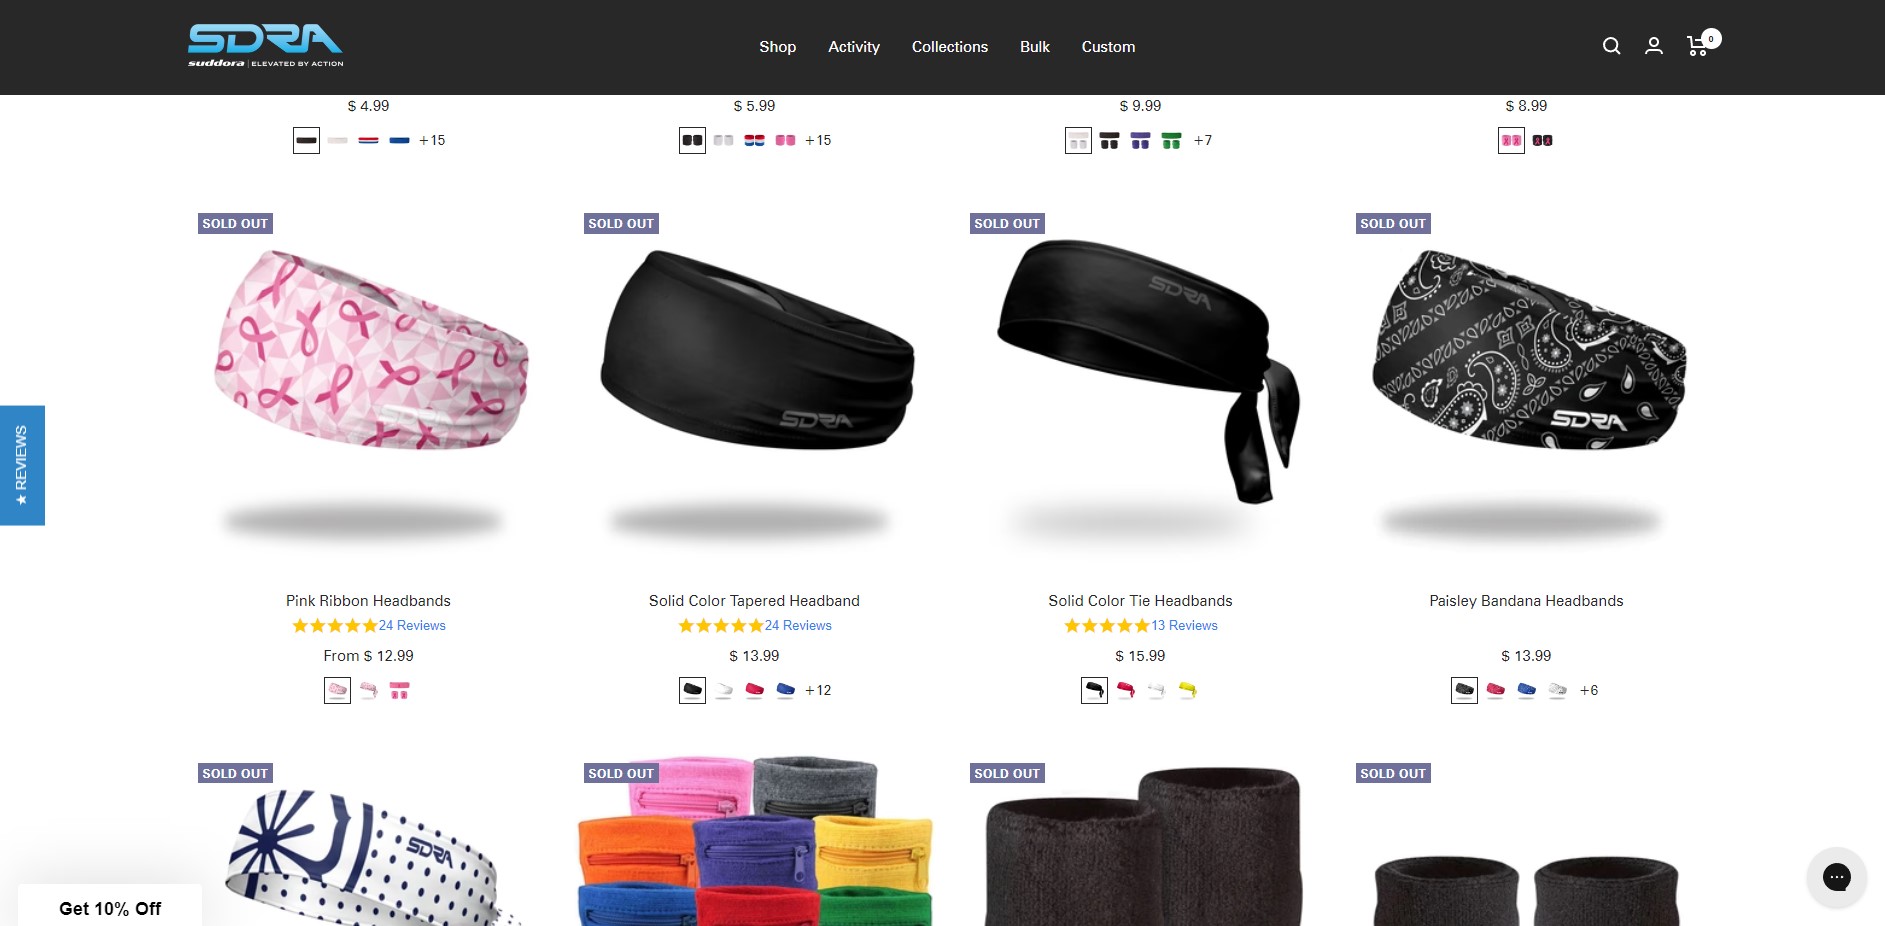 SDRA
suddora | ELEVATED BY ACTION
Shop
Activity
Collections
Bulk
Custom
0
$ 4.99
$ 5.99
$ 9.99
$ 8.99
+15
+15
+7
SOLD OUT
SOLD OUT
SOLD OUT
SOLD OUT
SDRA
SDRA
SDRA
SDRA
★ REVIEWS
Pink Ribbon Headbands
Solid Color Tapered Headband
Solid Color Tie Headbands
Paisley Bandana Headbands
24 Reviews
24 Reviews
13 Reviews
From $ 12.99
$ 13.99
$ 15.99
$ 13.99
+12
+6
SOLD OUT
SOLD OUT
SOLD OUT
SOLD OUT
SDRA
Get 10% Off